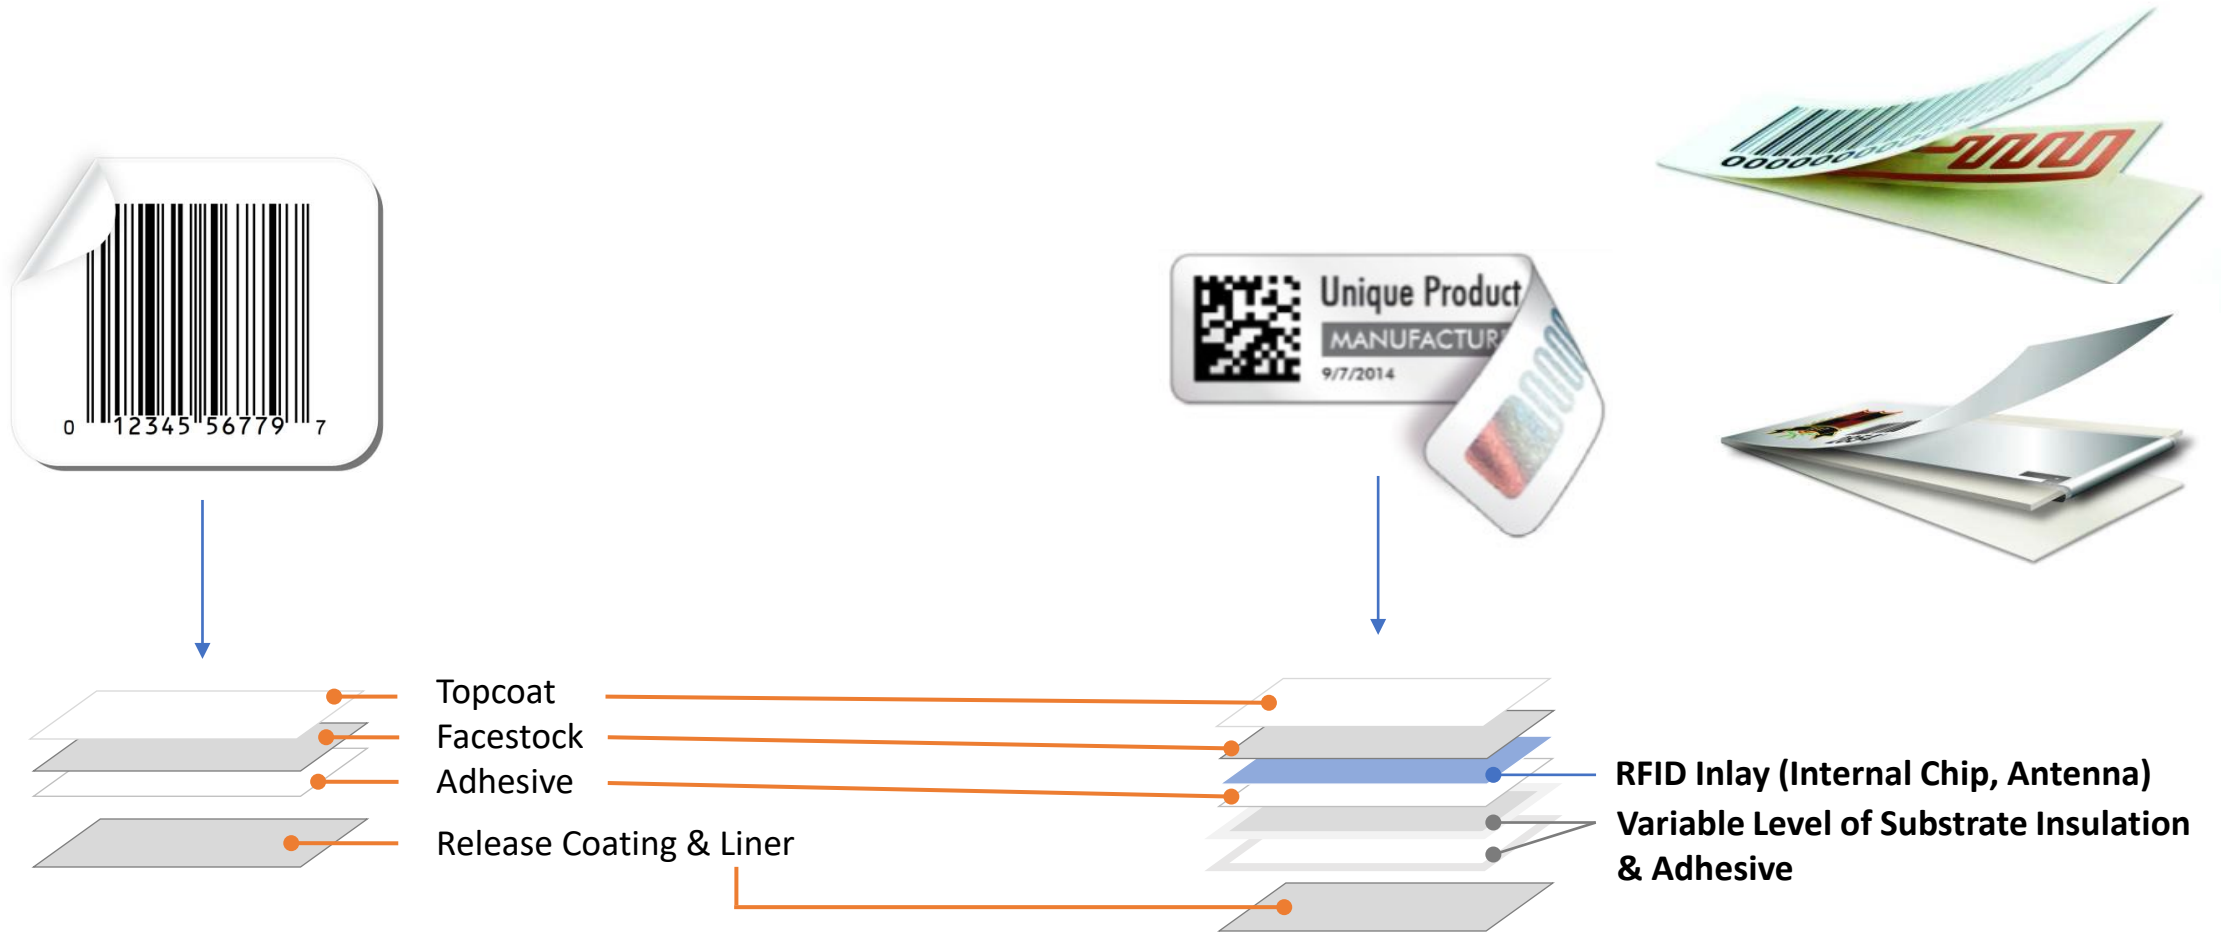 0 12345 56779 7
Unique Product
MANUFACTUR
9/7/2014
Topcoat
Facestock
Adhesive
Release Coating & Liner
RFID Inlay (Internal Chip, Antenna)
Variable Level of Substrate Insulation
& Adhesive